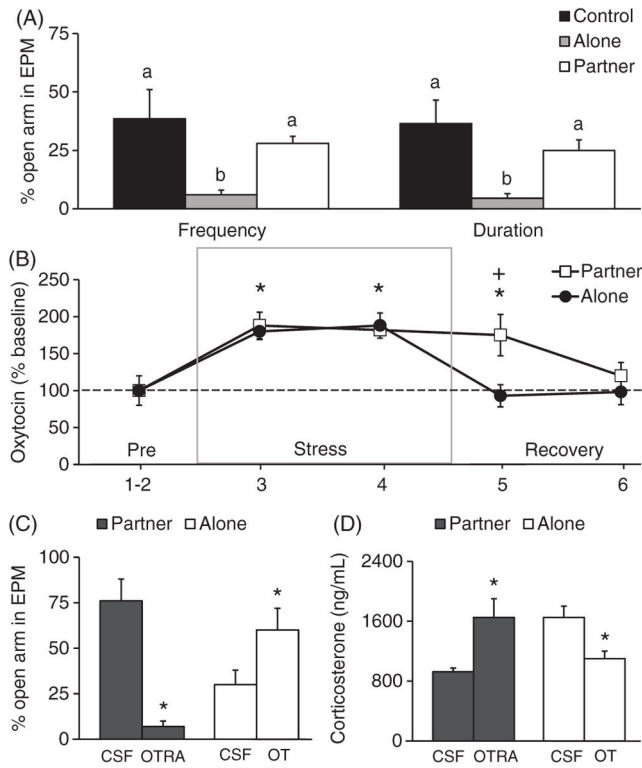 (A)
Control
Alone
Partner
% open arm in EPM
75
50
25
0
a
b
a
a
b
a
Frequency
Duration
(B)
Partner
Alone
Oxytocin (% baseline)
250
200
150
100
50
0
*
*
+
*
Pre
Stress
Recovery
1-2
3
4
5
6
(C)
Partner
Alone
% open arm in EPM
100
75
50
25
0
*
*
CSF
OTRA
CSF
OT
(D)
Partner
Alone
Corticosterone (ng/mL)
2400
1600
800
0
*
*
CSF
OTRA
CSF
OT